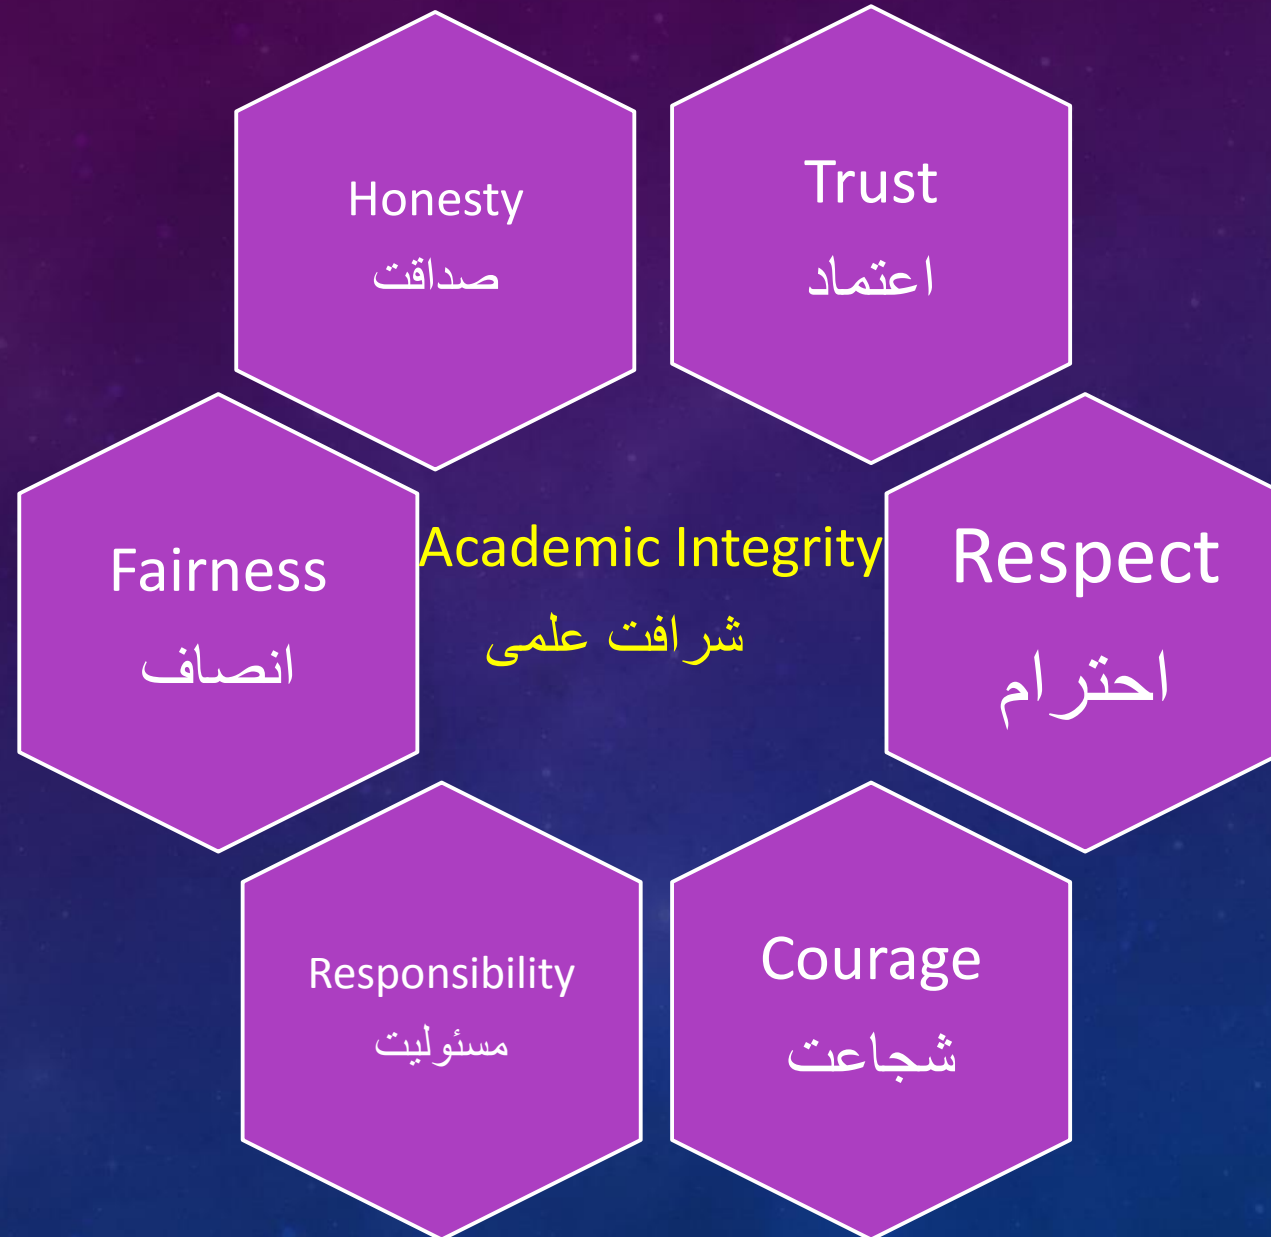 Honesty
صداقت
Trust
اعتماد
Fairness
انصاف
Academic Integrity
شرافت علمی
Respect
احترام
Responsibility
مسئولیت
Courage
شجاعت